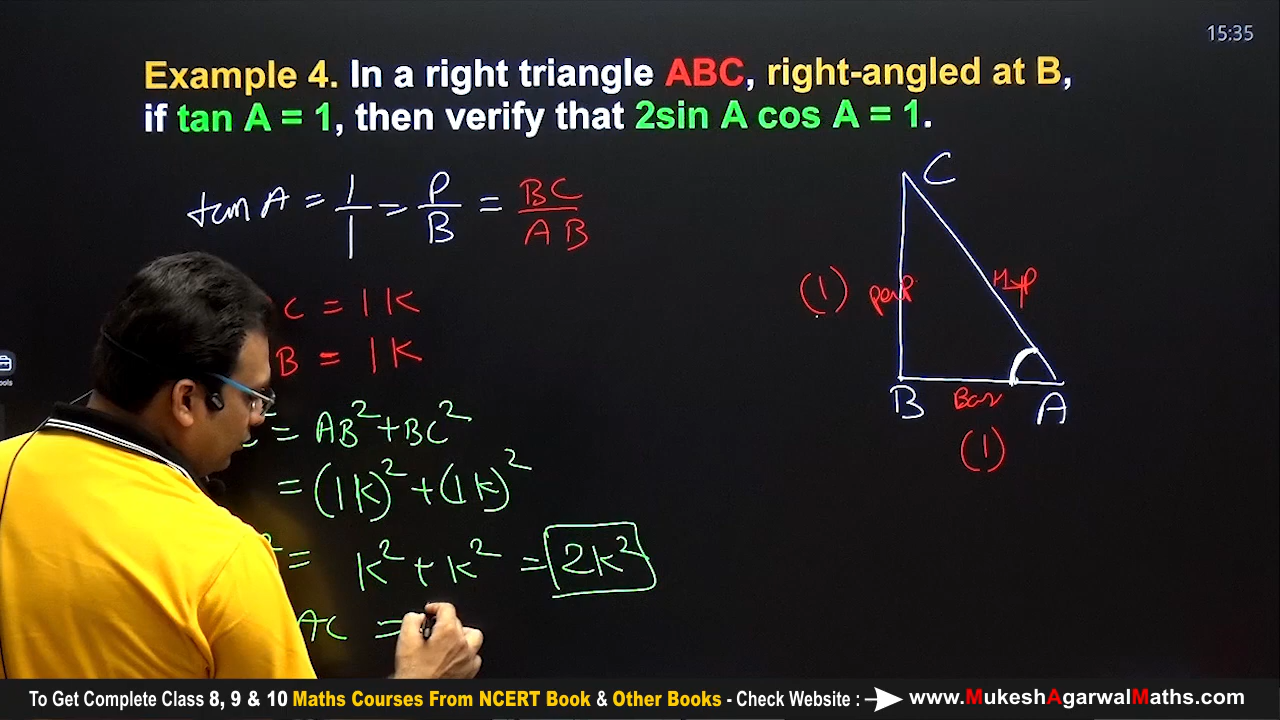 15:35
Example 4. In a right triangle ABC, right-angled at B,
if tan A = 1, then verify that 2sin A cos A = 1.
tan A = 1/1 = P/B = BC/AB
C = 1K
B = 1K
² = AB² + BC²
= (1K)² + (1K)²
² = K² + K² = 2K²
AC =
C
(1) perp
Hyp
B
A
(1)
ools
To Get Complete Class 8, 9 & 10 Maths Courses From NCERT Book & Other Books - Check Website : www.MukeshAgarwalMaths.com